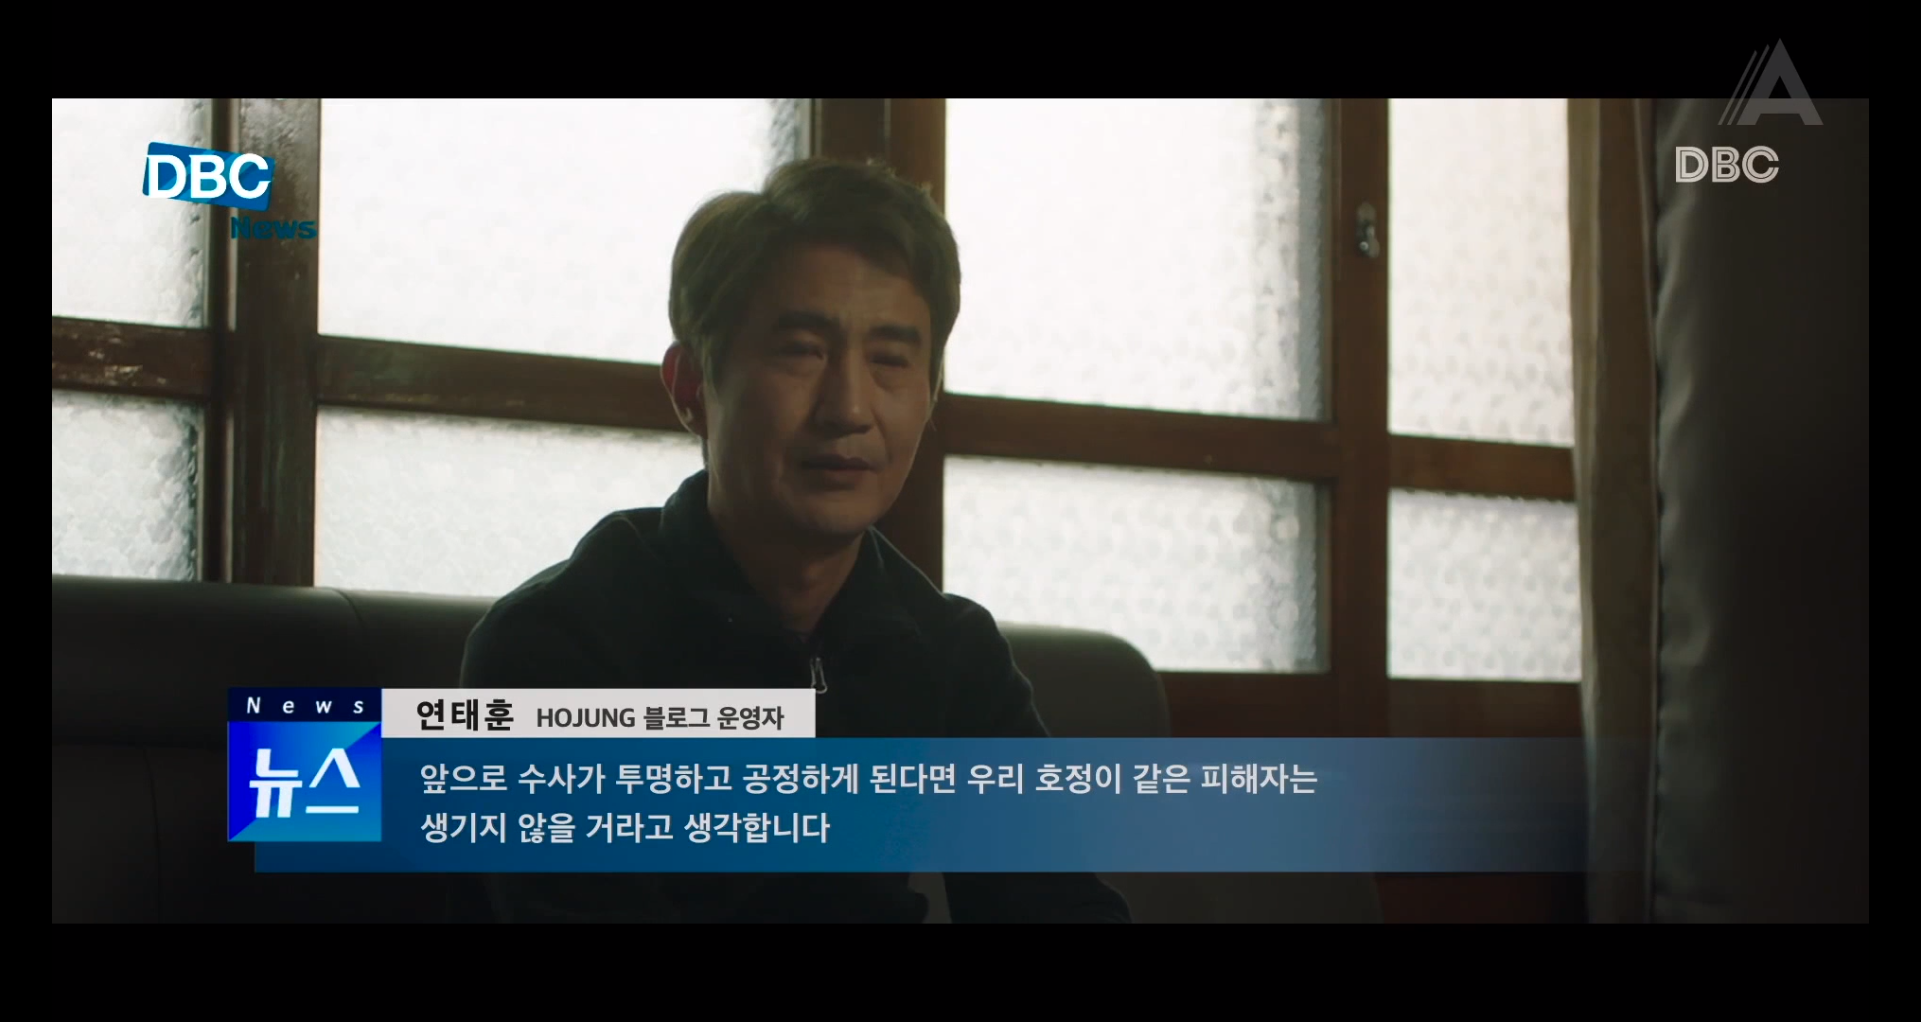 DBC
News
DBC
News
뉴스
연태훈 HOJUNG 블로그 운영자
앞으로 수사가 투명하고 공정하게 된다면 우리 호정이 같은 피해자는
생기지 않을 거라고 생각합니다